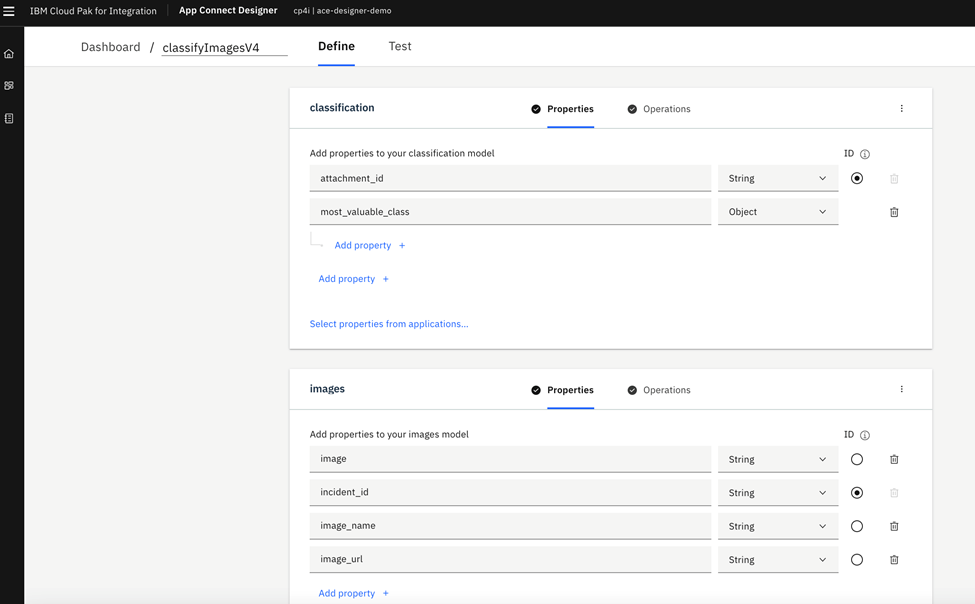 IBM Cloud Pak for Integration App Connect Designer cp4i | ace-designer-demo
Dashboard / classifyImagesV4 Define Test
classification Properties Operations
Add properties to your classification model ID
attachment_id String
most_valuable_class Object
Add property +
Add property +
Select properties from applications...
images Properties Operations
Add properties to your images model ID
image String
incident_id String
image_name String
image_url String
Add property +